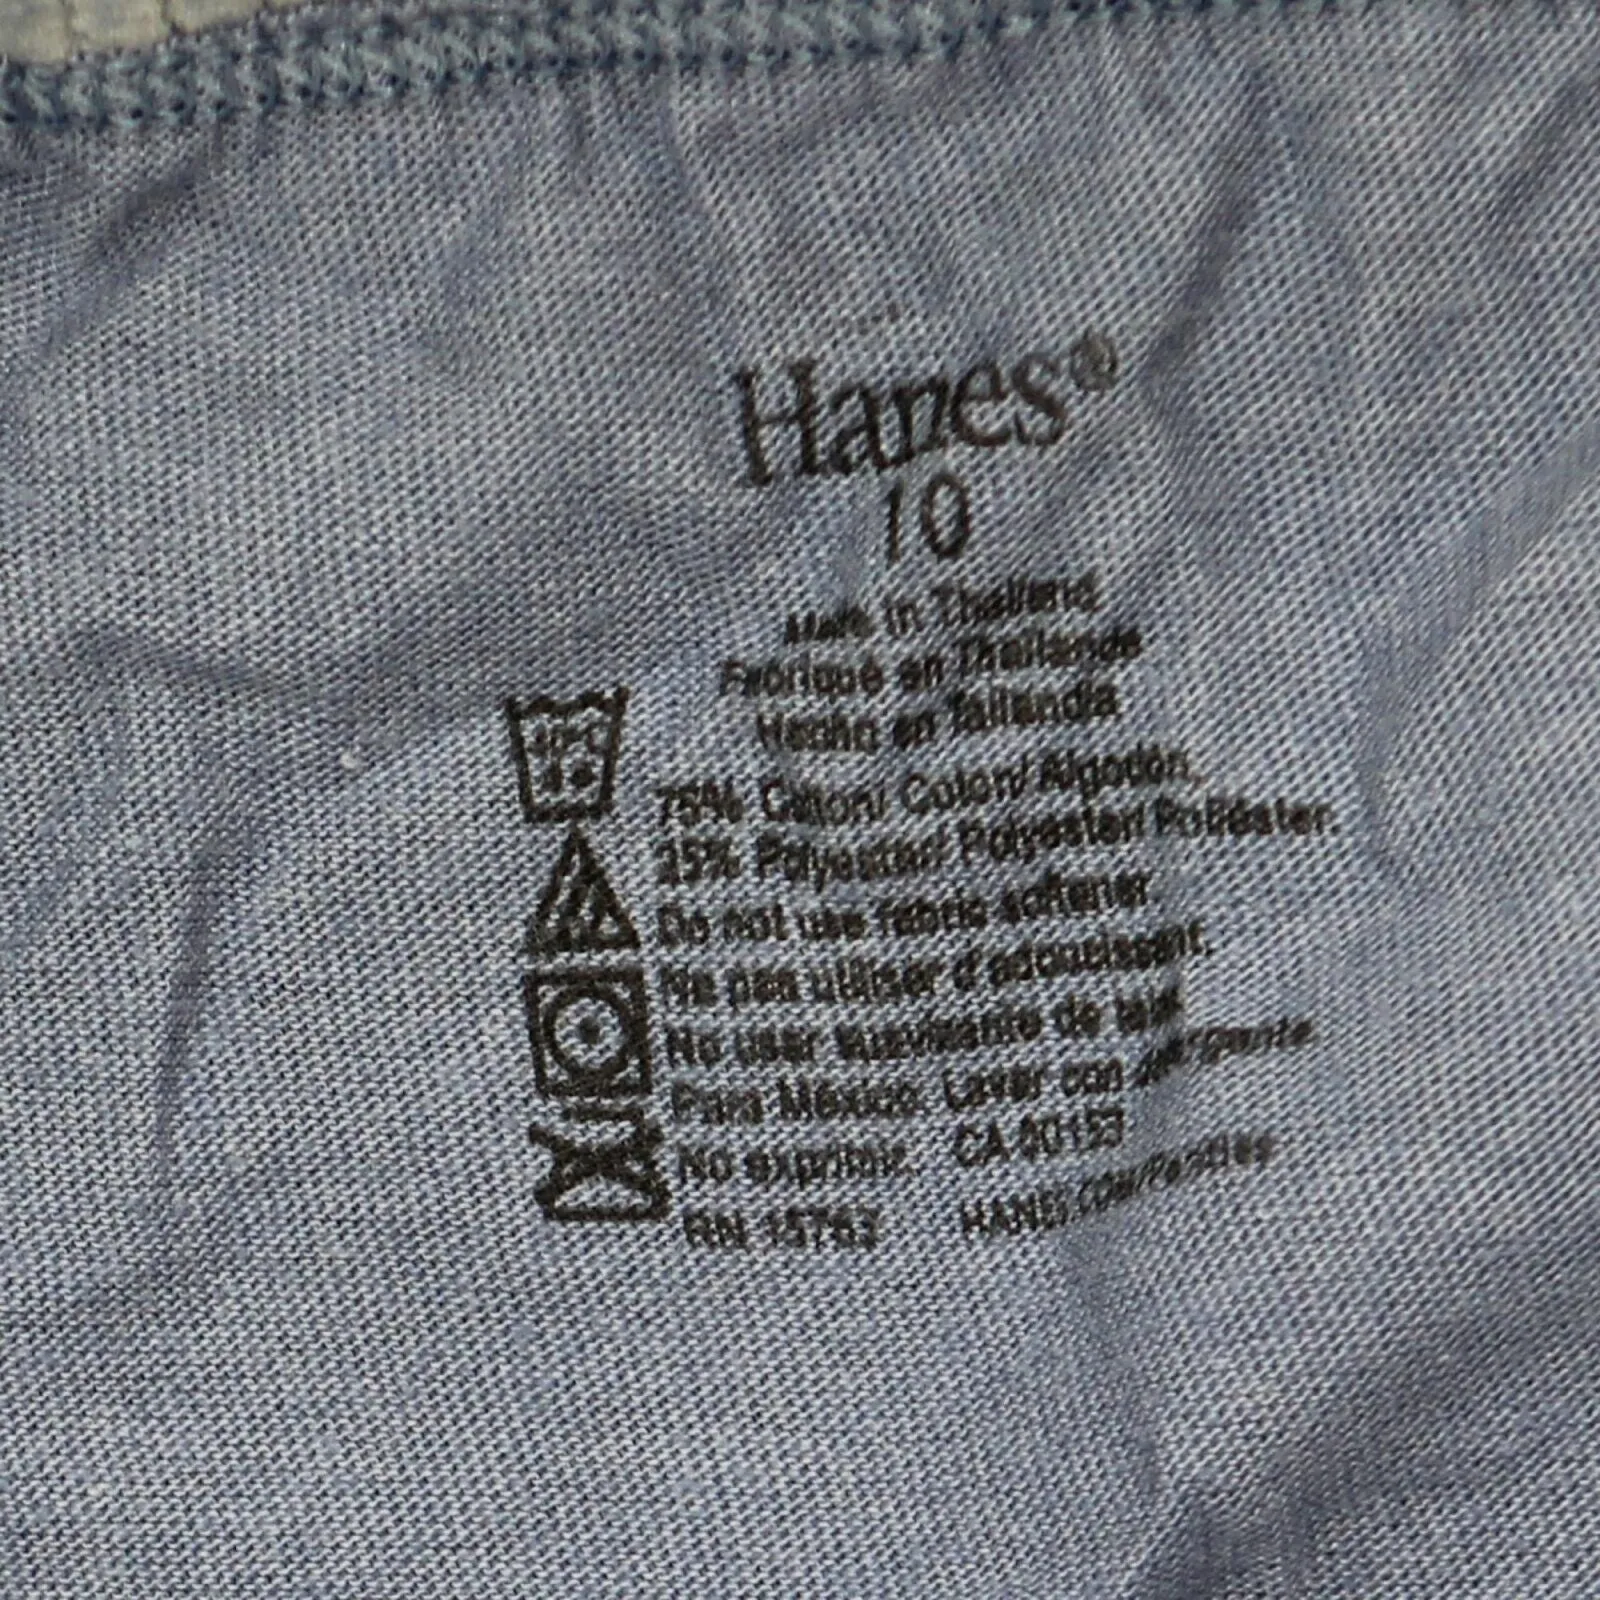 Hanes®
10
Made in Thailand
Fabriqué en Thaïlande
Hecho en Tailandia
40°C
75% Cotton/ Coton/ Algodón.
25% Polyester/ Polyester/ Poliéster.
Do not use fabric softener.
Ne pas utiliser d'adoucissant.
No usar suavizante de telas
Para México: Lavar con detergente.
No exprimir. CA 00153
RN 15763 HANES.com/Panties